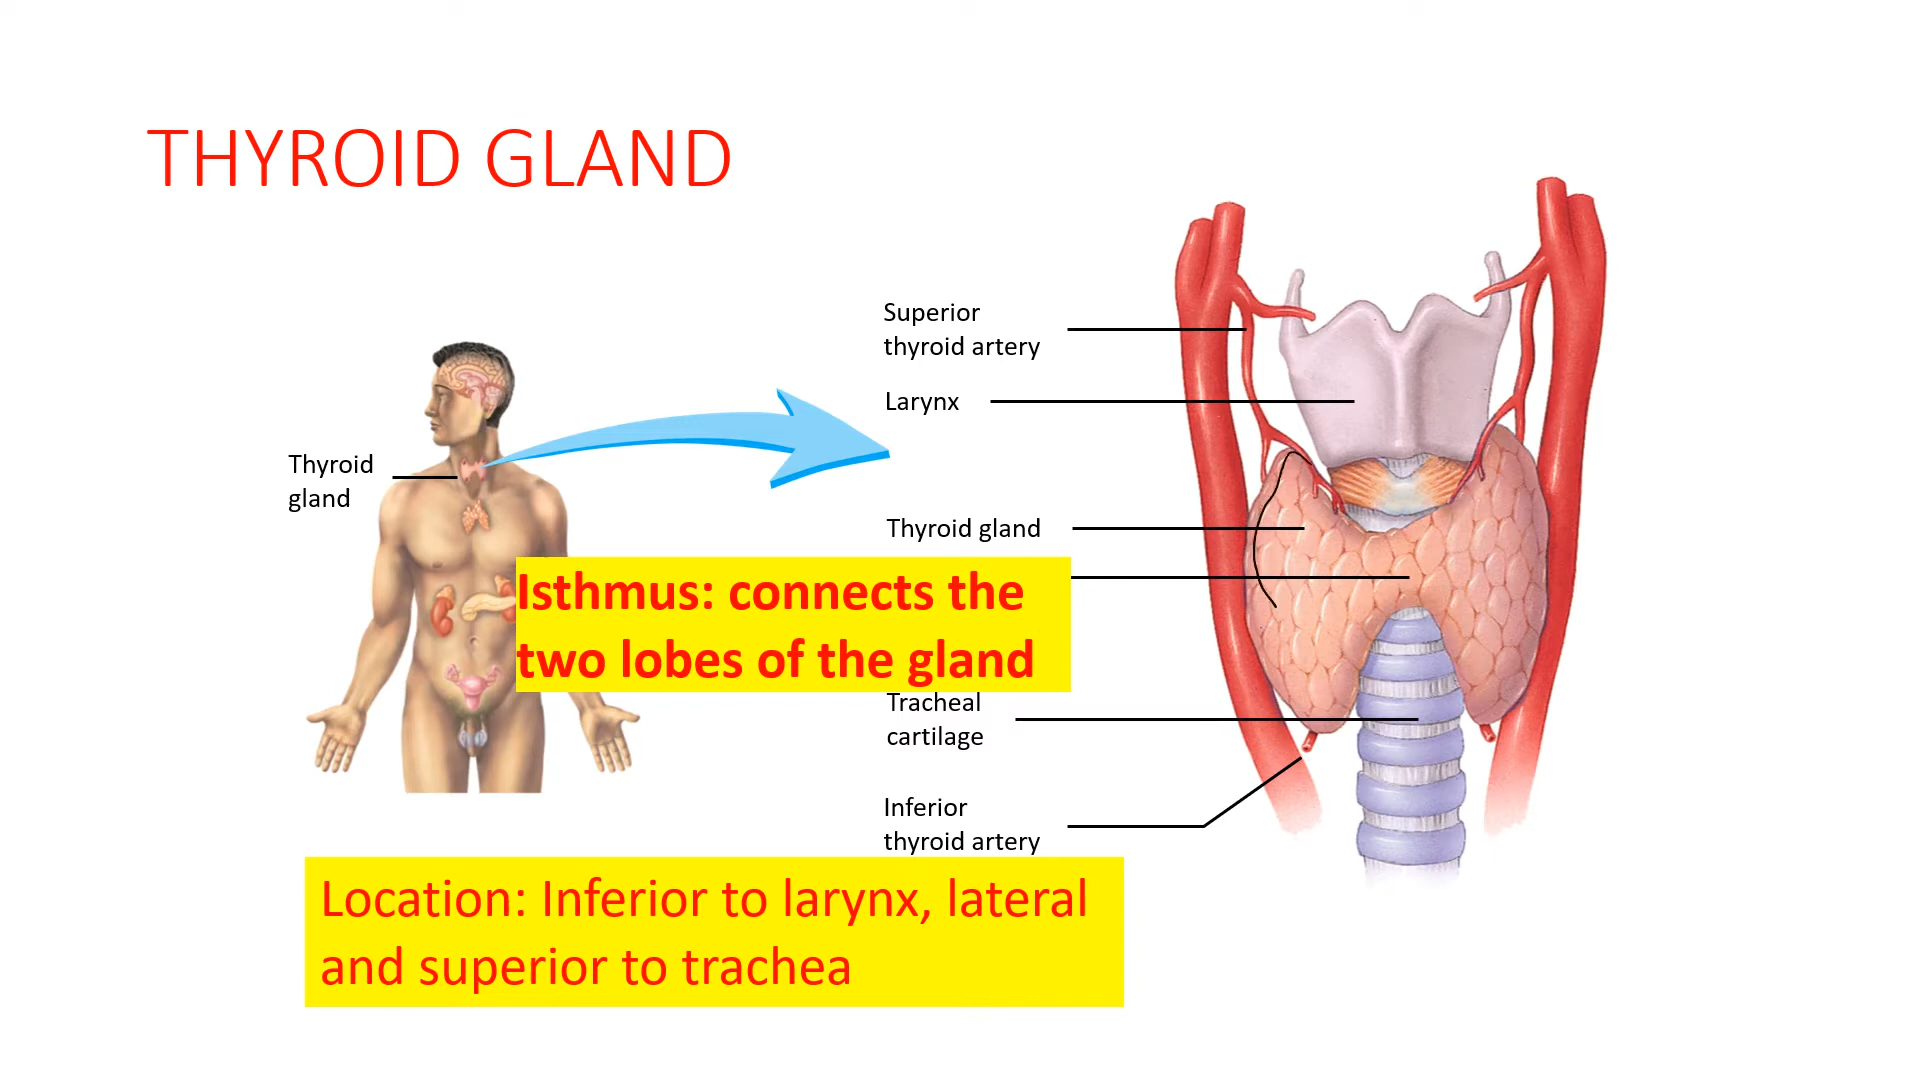 THYROID GLAND
Superior
thyroid artery
Larynx
Thyroid
gland
Thyroid gland
Isthmus: connects the
two lobes of the gland
Tracheal
cartilage
Inferior
thyroid artery
Location: Inferior to larynx, lateral
and superior to trachea